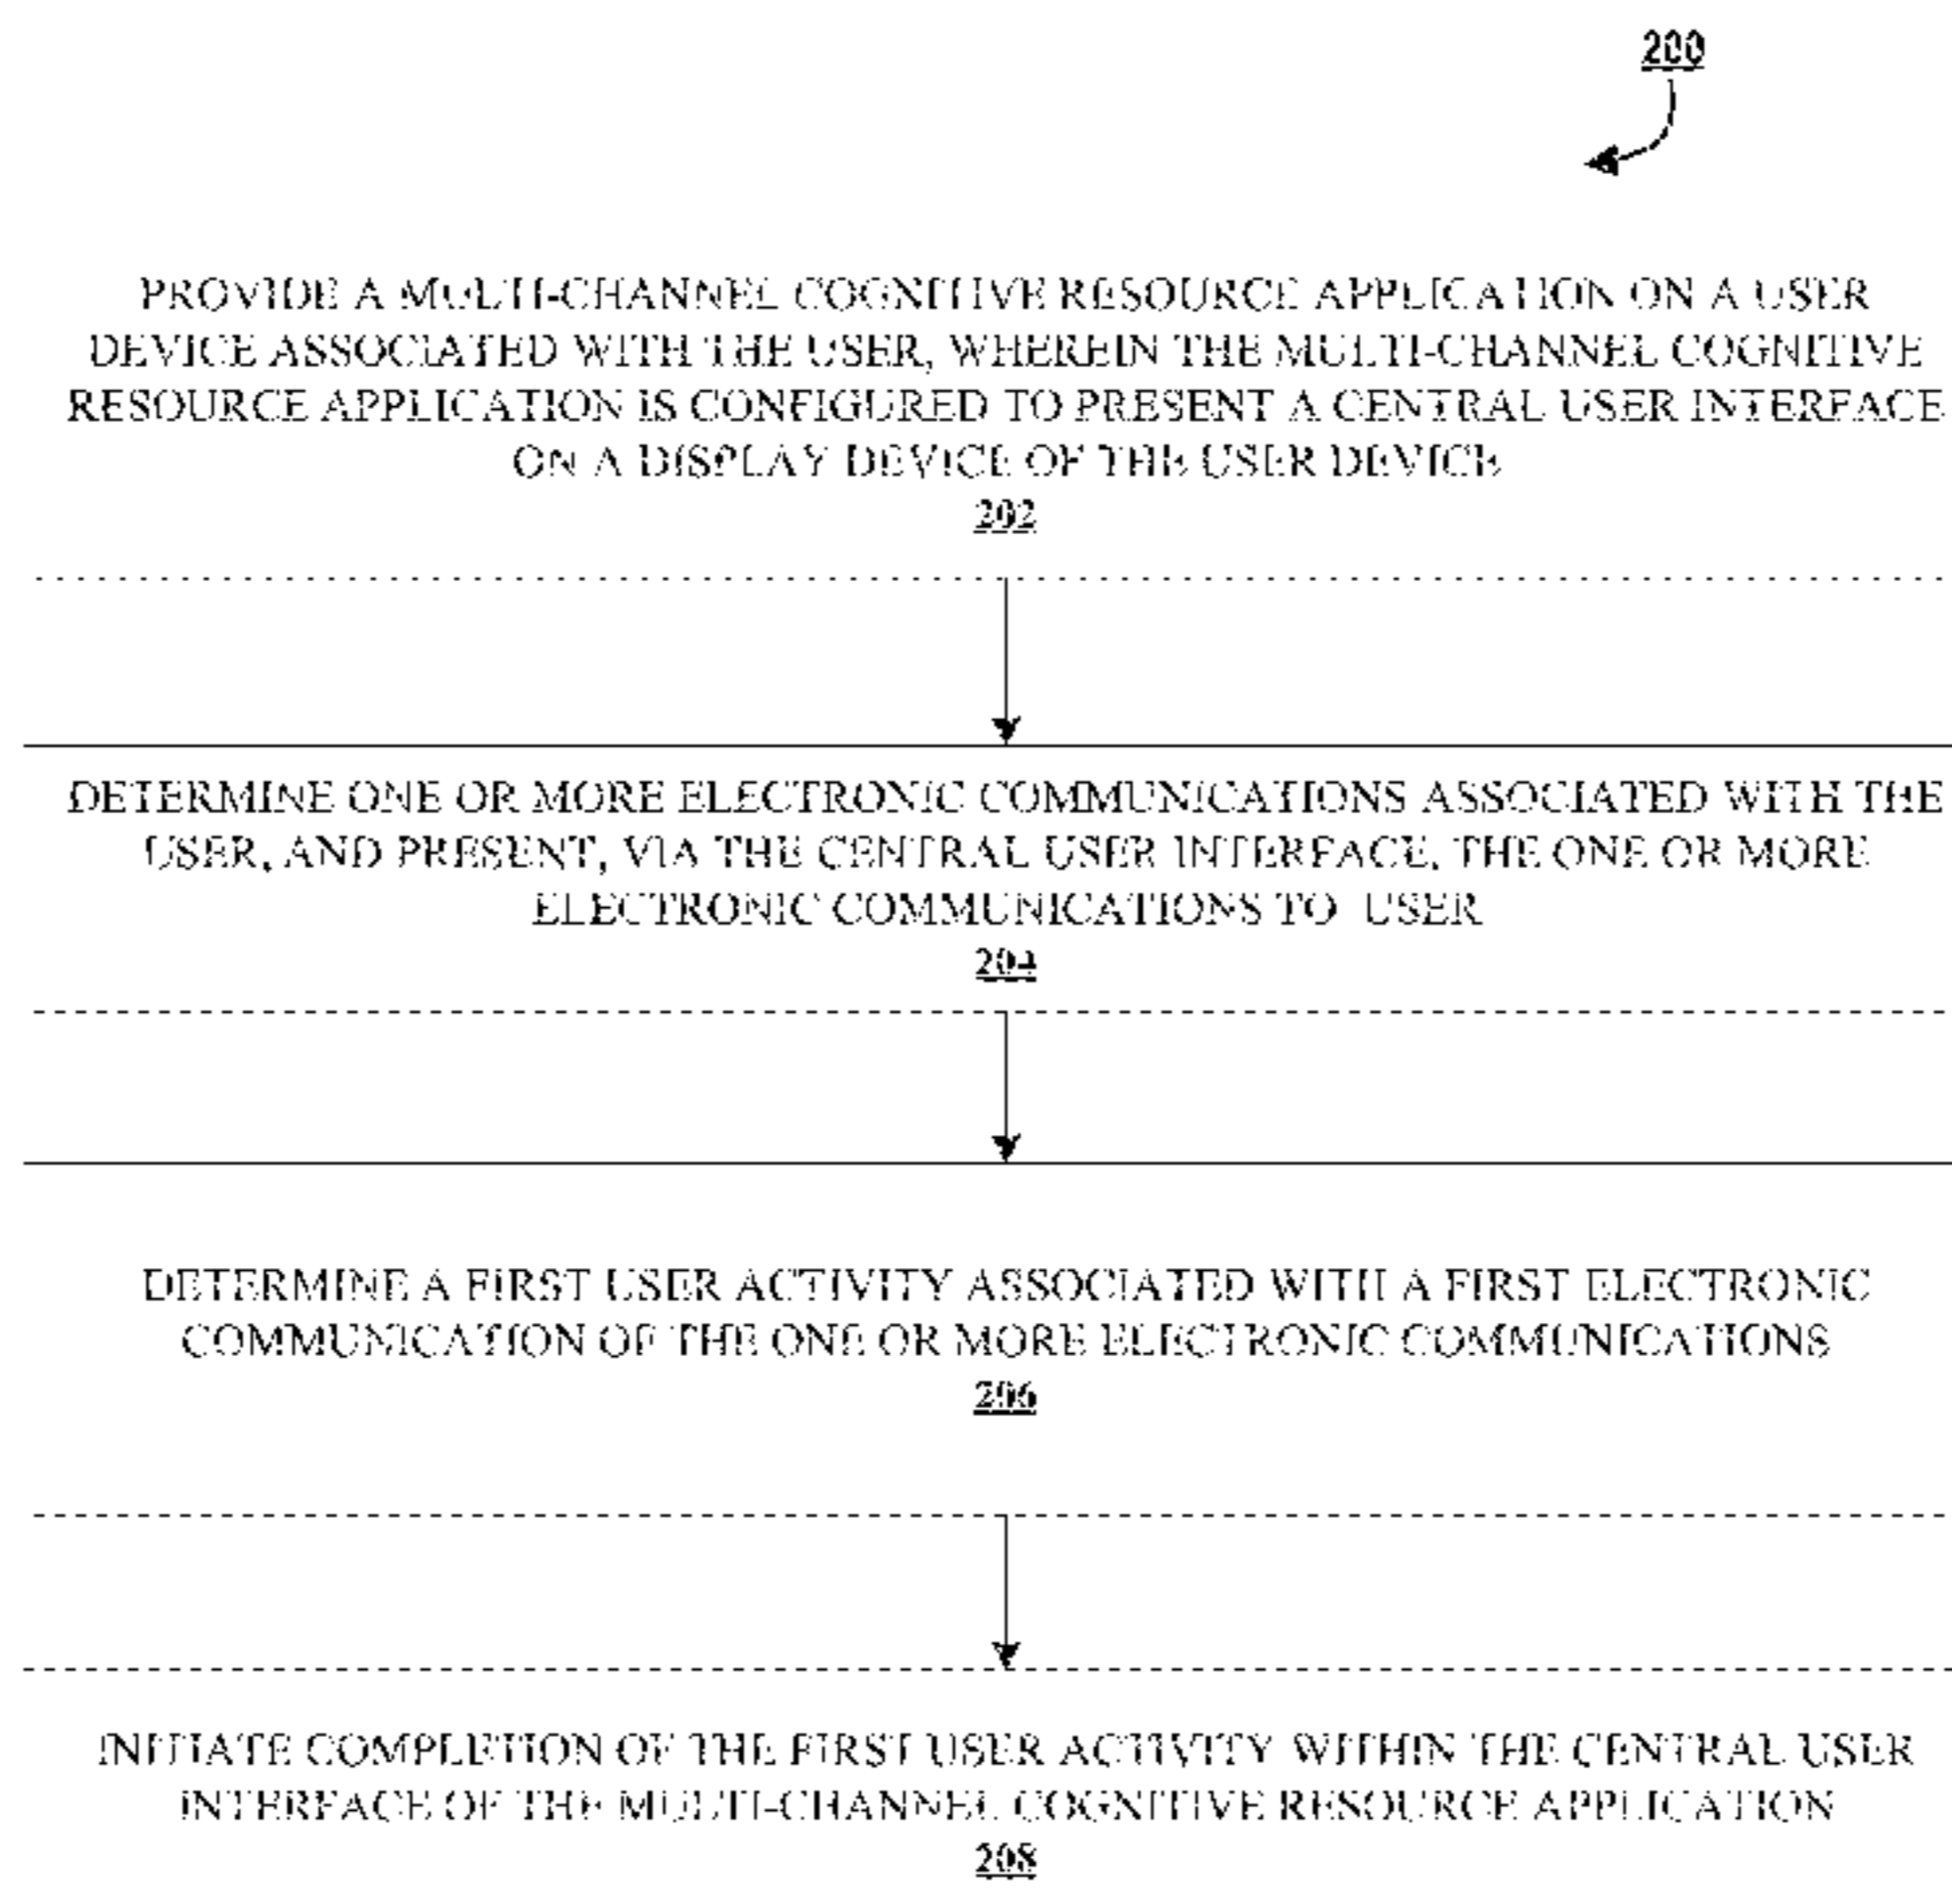 200
PROVIDE A MULTI-CHANNEL COGNITIVE RESOURCE APPLICATION ON A USER
DEVICE ASSOCIATED WITH THE USER, WHEREIN THE MULTI-CHANNEL COGNITIVE
RESOURCE APPLICATION IS CONFIGURED TO PRESENT A CENTRAL USER INTERFACE
ON A DISPLAY DEVICE OF THE USER DEVICE
202
DETERMINE ONE OR MORE ELECTRONIC COMMUNICATIONS ASSOCIATED WITH THE
USER, AND PRESENT, VIA THE CENTRAL USER INTERFACE, THE ONE OR MORE
ELECTRONIC COMMUNICATIONS TO USER
204
DETERMINE A FIRST USER ACTIVITY ASSOCIATED WITH A FIRST ELECTRONIC
COMMUNICATION OF THE ONE OR MORE ELECTRONIC COMMUNICATIONS
206
INITIATE COMPLETION OF THE FIRST USER ACTIVITY WITHIN THE CENTRAL USER
INTERFACE OF THE MULTI-CHANNEL COGNITIVE RESOURCE APPLICATION
208